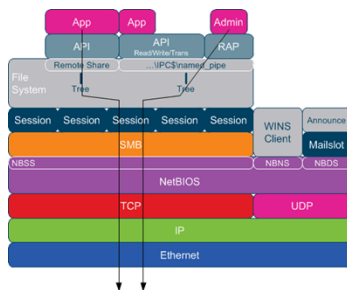 App App Admin
API API RAP
Read/Write/Trans
Remote Share ...\IPC$\named_pipe
File
System
Tree Tree
Session Session Session Session Session
WINS
Client
Announce
Mailslot
SMB
NBSS NBNS NBDS
NetBIOS
TCP UDP
IP
Ethernet